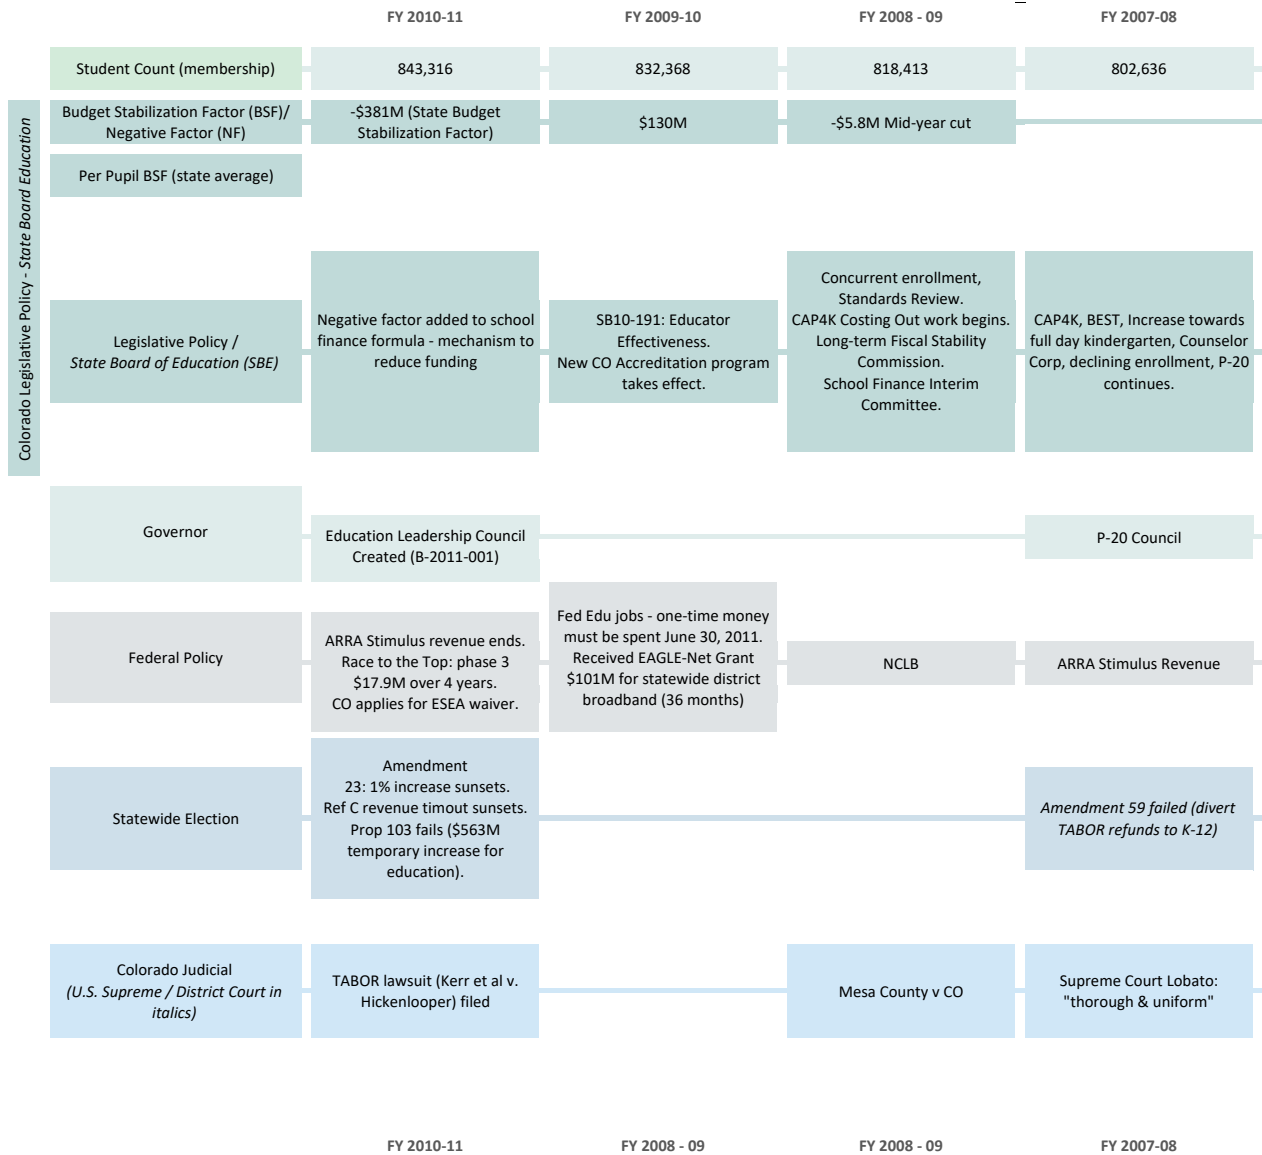 FY 2010-11
FY 2009-10
FY 2008 - 09
FY 2007-08
Student Count (membership)
843,316
832,368
818,413
802,636
Colorado Legislative Policy - State Board Education
Budget Stabilization Factor (BSF)/
Negative Factor (NF)
-$381M (State Budget
Stabilization Factor)
$130M
-$5.8M Mid-year cut
Per Pupil BSF (state average)
Legislative Policy /
State Board of Education (SBE)
Negative factor added to school
finance formula - mechanism to
reduce funding
SB10-191: Educator
Effectiveness.
New CO Accreditation program
takes effect.
Concurrent enrollment,
Standards Review.
CAP4K Costing Out work begins.
Long-term Fiscal Stability
Commission.
School Finance Interim
Committee.
CAP4K, BEST, Increase towards
full day kindergarten, Counselor
Corp, declining enrollment, P-20
continues.
Governor
Education Leadership Council
Created (B-2011-001)
P-20 Council
Federal Policy
ARRA Stimulus revenue ends.
Race to the Top: phase 3
$17.9M over 4 years.
CO applies for ESEA waiver.
Fed Edu jobs - one-time money
must be spent June 30, 2011.
Received EAGLE-Net Grant
$101M for statewide district
broadband (36 months)
NCLB
ARRA Stimulus Revenue
Statewide Election
Amendment
23: 1% increase sunsets.
Ref C revenue timout sunsets.
Prop 103 fails ($563M
temporary increase for
education).
Amendment 59 failed (divert
TABOR refunds to K-12)
Colorado Judicial
(U.S. Supreme / District Court in
italics)
TABOR lawsuit (Kerr et al v.
Hickenlooper) filed
Mesa County v CO
Supreme Court Lobato:
"thorough & uniform"
FY 2010-11
FY 2008 - 09
FY 2008 - 09
FY 2007-08